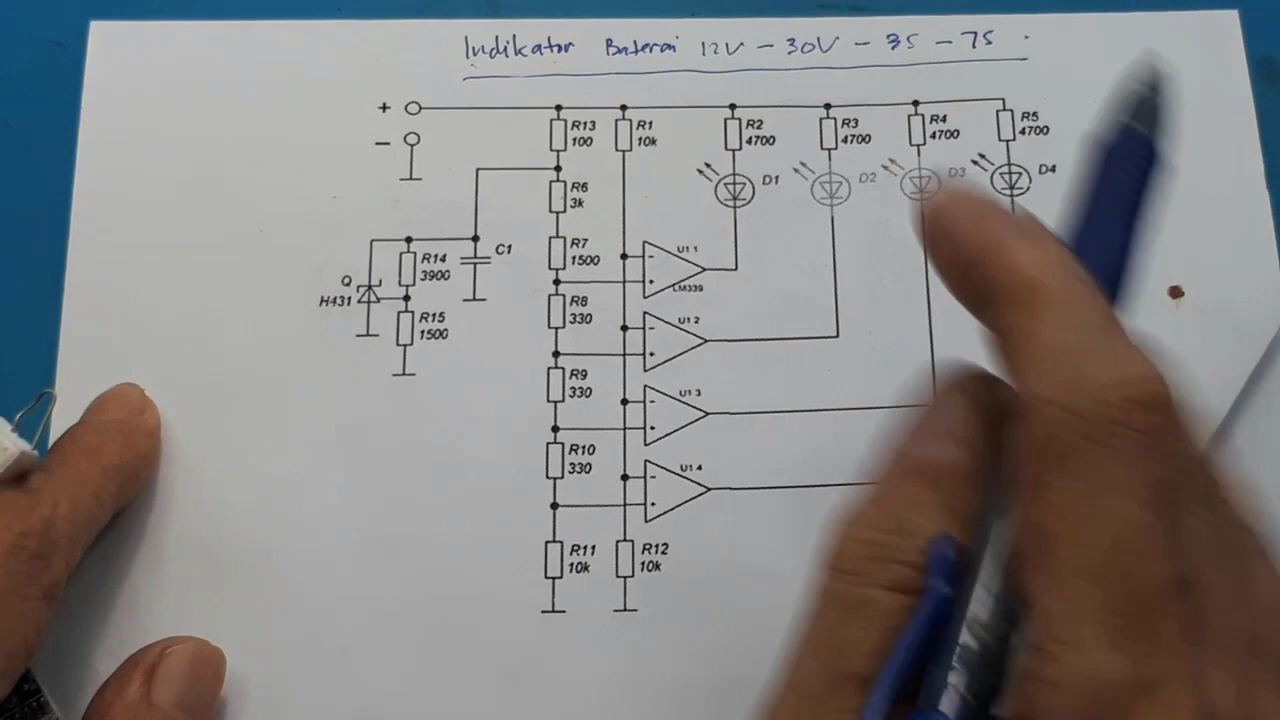 Indikator Baterai 12V - 30V - 3S - 7S
+
-
R13
100
R1
10k
R2
4700
R3
4700
R4
4700
R5
4700
R6
3k
D1
D2
D3
D4
R7
1500
C1
R14
3900
Q
H431
R15
1500
U1 1
LM339
R8
330
U1 2
R9
330
U1 3
R10
330
U1 4
R11
10k
R12
10k